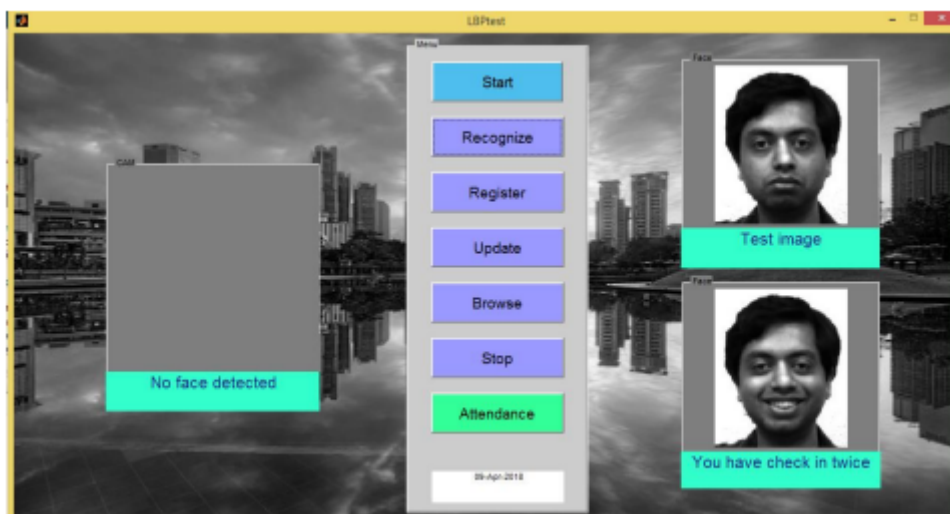 LBPtest
Menu
Start
Face
Recognize
CAM
Register
Test image
Update
Face
Browse
Stop
No face detected
Attendance
You have check in twice
09-Apr-2018